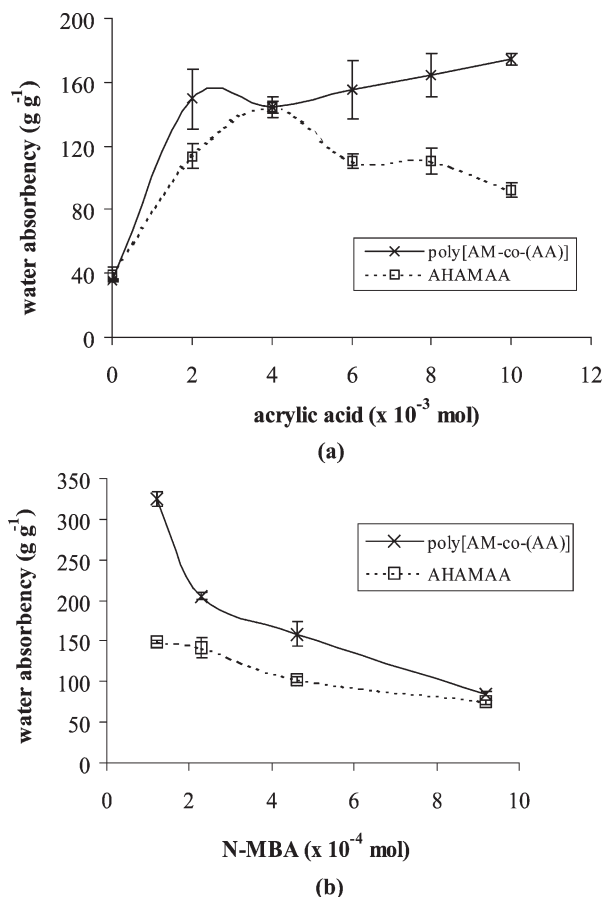 200
160
120
80
40
0
water absorbency (g g⁻¹)
poly[AM-co-(AA)]
AHAMAA
0 2 4 6 8 10 12
acrylic acid (x 10⁻³ mol)
(a)
350
300
250
200
150
100
50
0
water absorbency (g g⁻¹)
poly[AM-co-(AA)]
AHAMAA
0 2 4 6 8 10
N-MBA (x 10⁻⁴ mol)
(b)